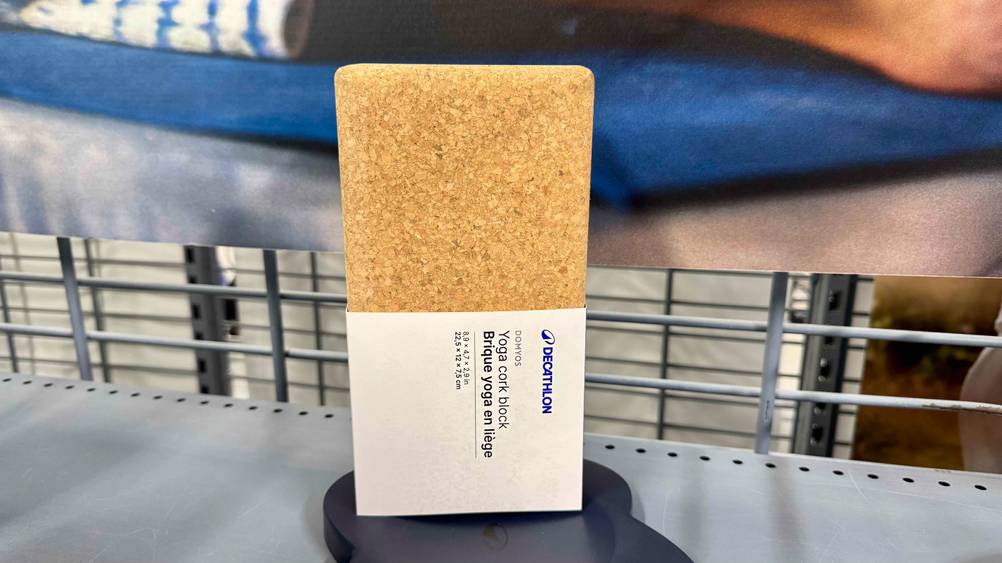 DECATHLON
DOMYOS
Yoga cork block
Brique yoga en liège
8,9 x 4,7 x 2,9 in
22,5 x 12 x 7,5 cm